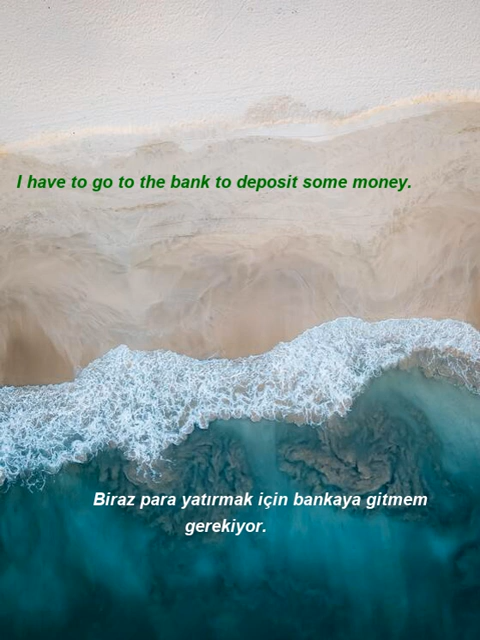 I have to go to the bank to deposit some money.
Biraz para yatırmak için bankaya gitmem
gerekiyor.